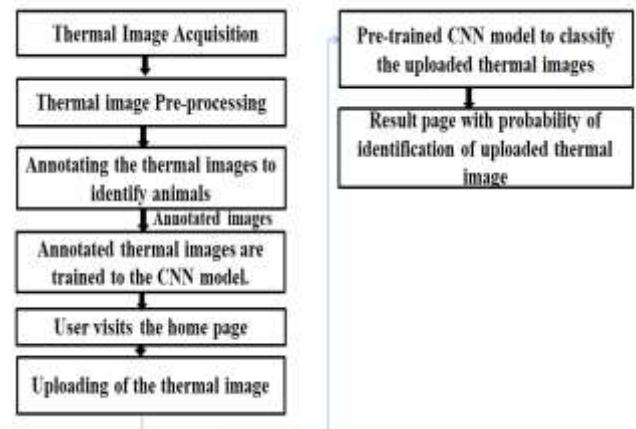 Thermal Image Acquisition
Thermal image Pre-processing
Annotating the thermal images to
identify animals
Annotated images
Annotated thermal images are
trained to the CNN model.
User visits the home page
Uploading of the thermal image
Pre-trained CNN model to classify
the uploaded thermal images
Result page with probability of
identification of uploaded thermal
image